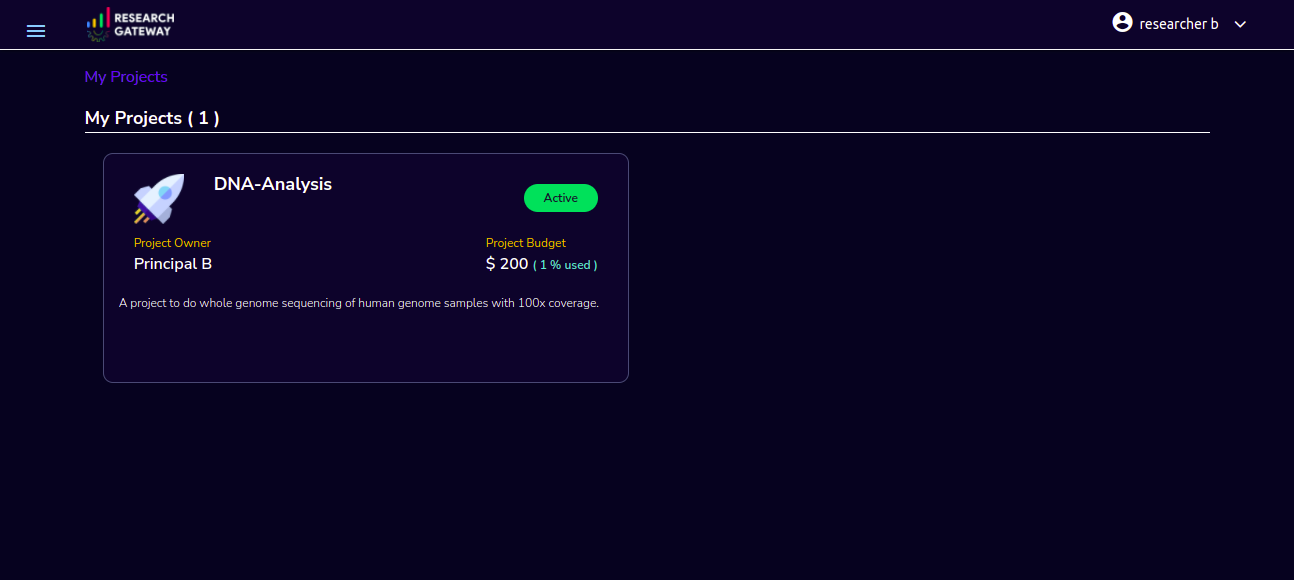 RESEARCH
GATEWAY
researcher b
My Projects
My Projects ( 1 )
DNA-Analysis
Active
Project Owner
Project Budget
Principal B
$ 200 ( 1 % used )
A project to do whole genome sequencing of human genome samples with 100x coverage.